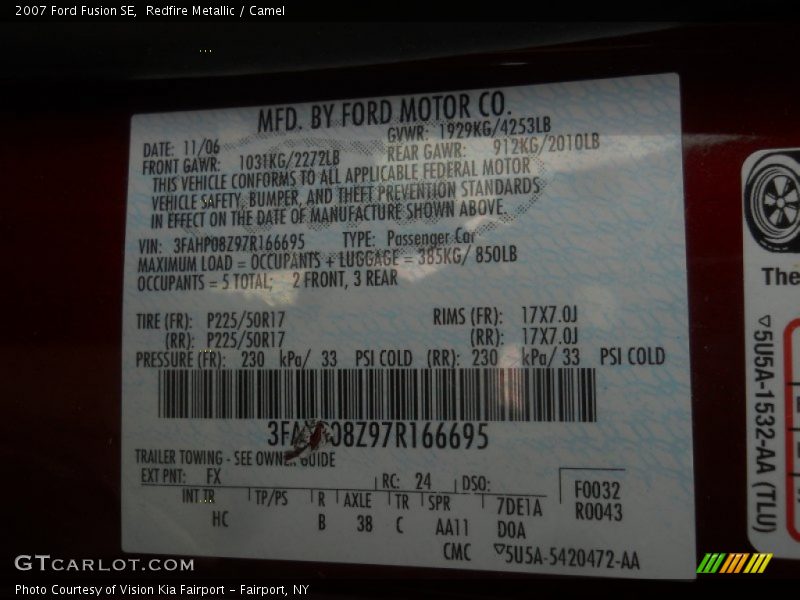 2007 Ford Fusion SE,  Redfire Metallic / Camel
MFD. BY FORD MOTOR CO.
DATE: 11/06 GVWR: 1929KG/4253LB
FRONT GAWR: 1031KG/2272LB REAR GAWR: 912KG/2010LB
THIS VEHICLE CONFORMS TO ALL APPLICABLE FEDERAL MOTOR
VEHICLE SAFETY, BUMPER, AND THEFT PREVENTION STANDARDS
IN EFFECT ON THE DATE OF MANUFACTURE SHOWN ABOVE.
VIN: 3FAHP08Z97R166695 TYPE: Passenger Car
MAXIMUM LOAD = OCCUPANTS + LUGGAGE = 385KG/ 850LB
OCCUPANTS = 5 TOTAL; 2 FRONT, 3 REAR
TIRE (FR): P225/50R17 RIMS (FR): 17X7.0J
(RR): P225/50R17 (RR): 17X7.0J
PRESSURE (FR): 230 kPa/ 33 PSI COLD (RR): 230 kPa/ 33 PSI COLD
3FAHP08Z97R166695
TRAILER TOWING - SEE OWNER GUIDE
EXT PNT: FX RC: 24 DSO:
INT TR TP/PS R AXLE TR SPR 7DE1A F0032
HC B 38 C AA11 D0A R0043
CMC ▽5U5A-5420472-AA
The
▽5U5A-1532-AA (TLU)
GTCARLOT.COM
Photo Courtesy of Vision Kia Fairport – Fairport, NY